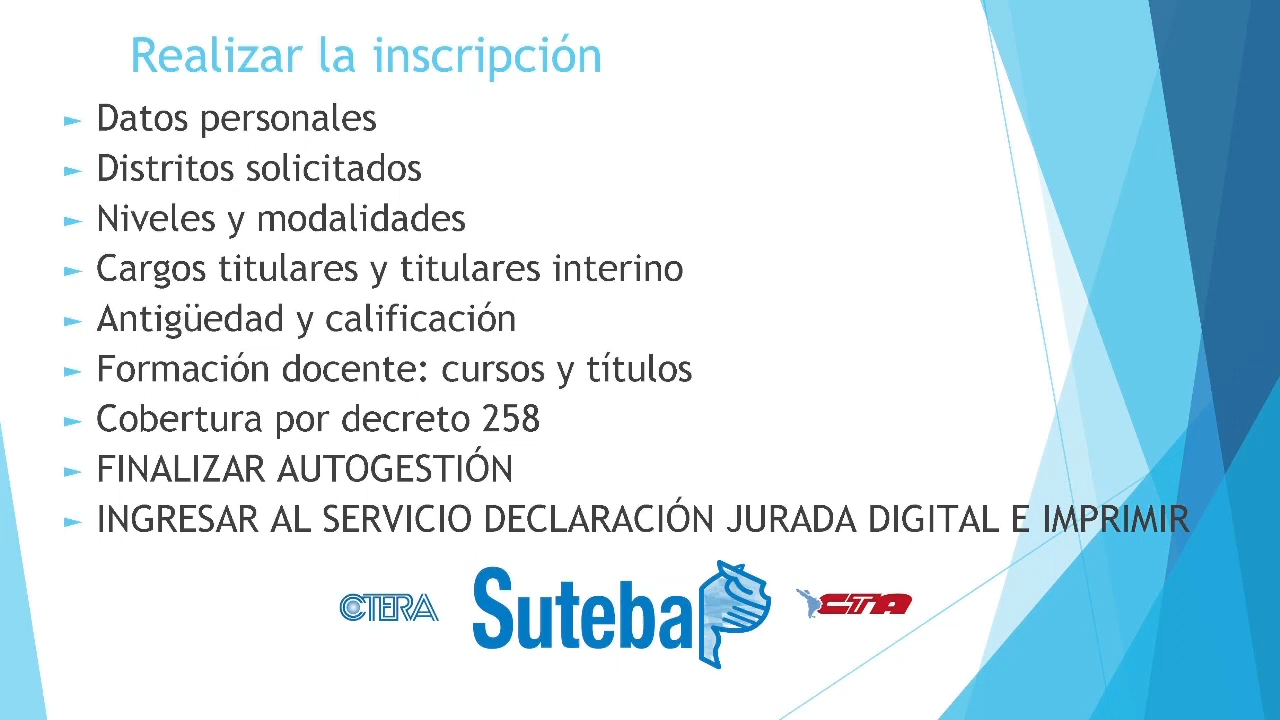 Realizar la inscripción
► Datos personales
► Distritos solicitados
► Niveles y modalidades
► Cargos titulares y titulares interino
► Antigüedad y calificación
► Formación docente: cursos y títulos
► Cobertura por decreto 258
► FINALIZAR AUTOGESTIÓN
► INGRESAR AL SERVICIO DECLARACIÓN JURADA DIGITAL E IMPRIMIR
CTERA Suteba CTA